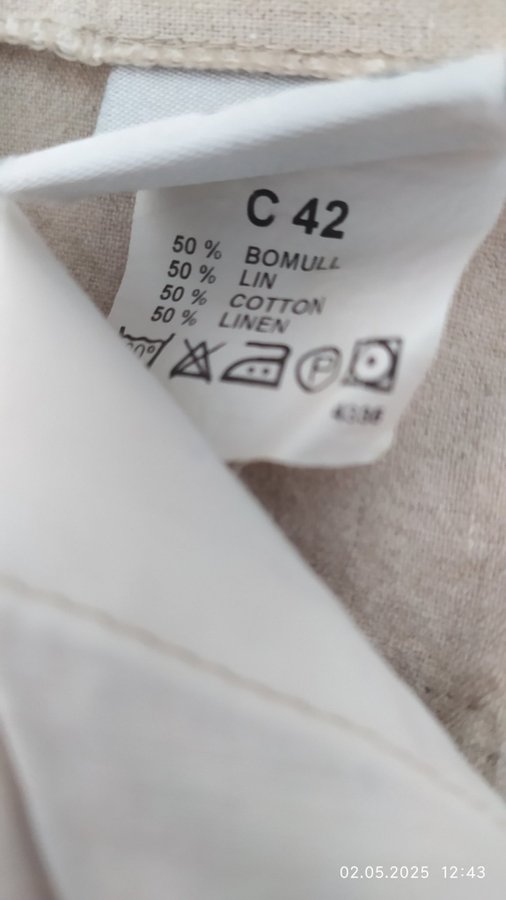 C 42
50 % BOMULL
50 % LIN
50 % COTTON
50 % LINEN
P
02.05.2025 12:43